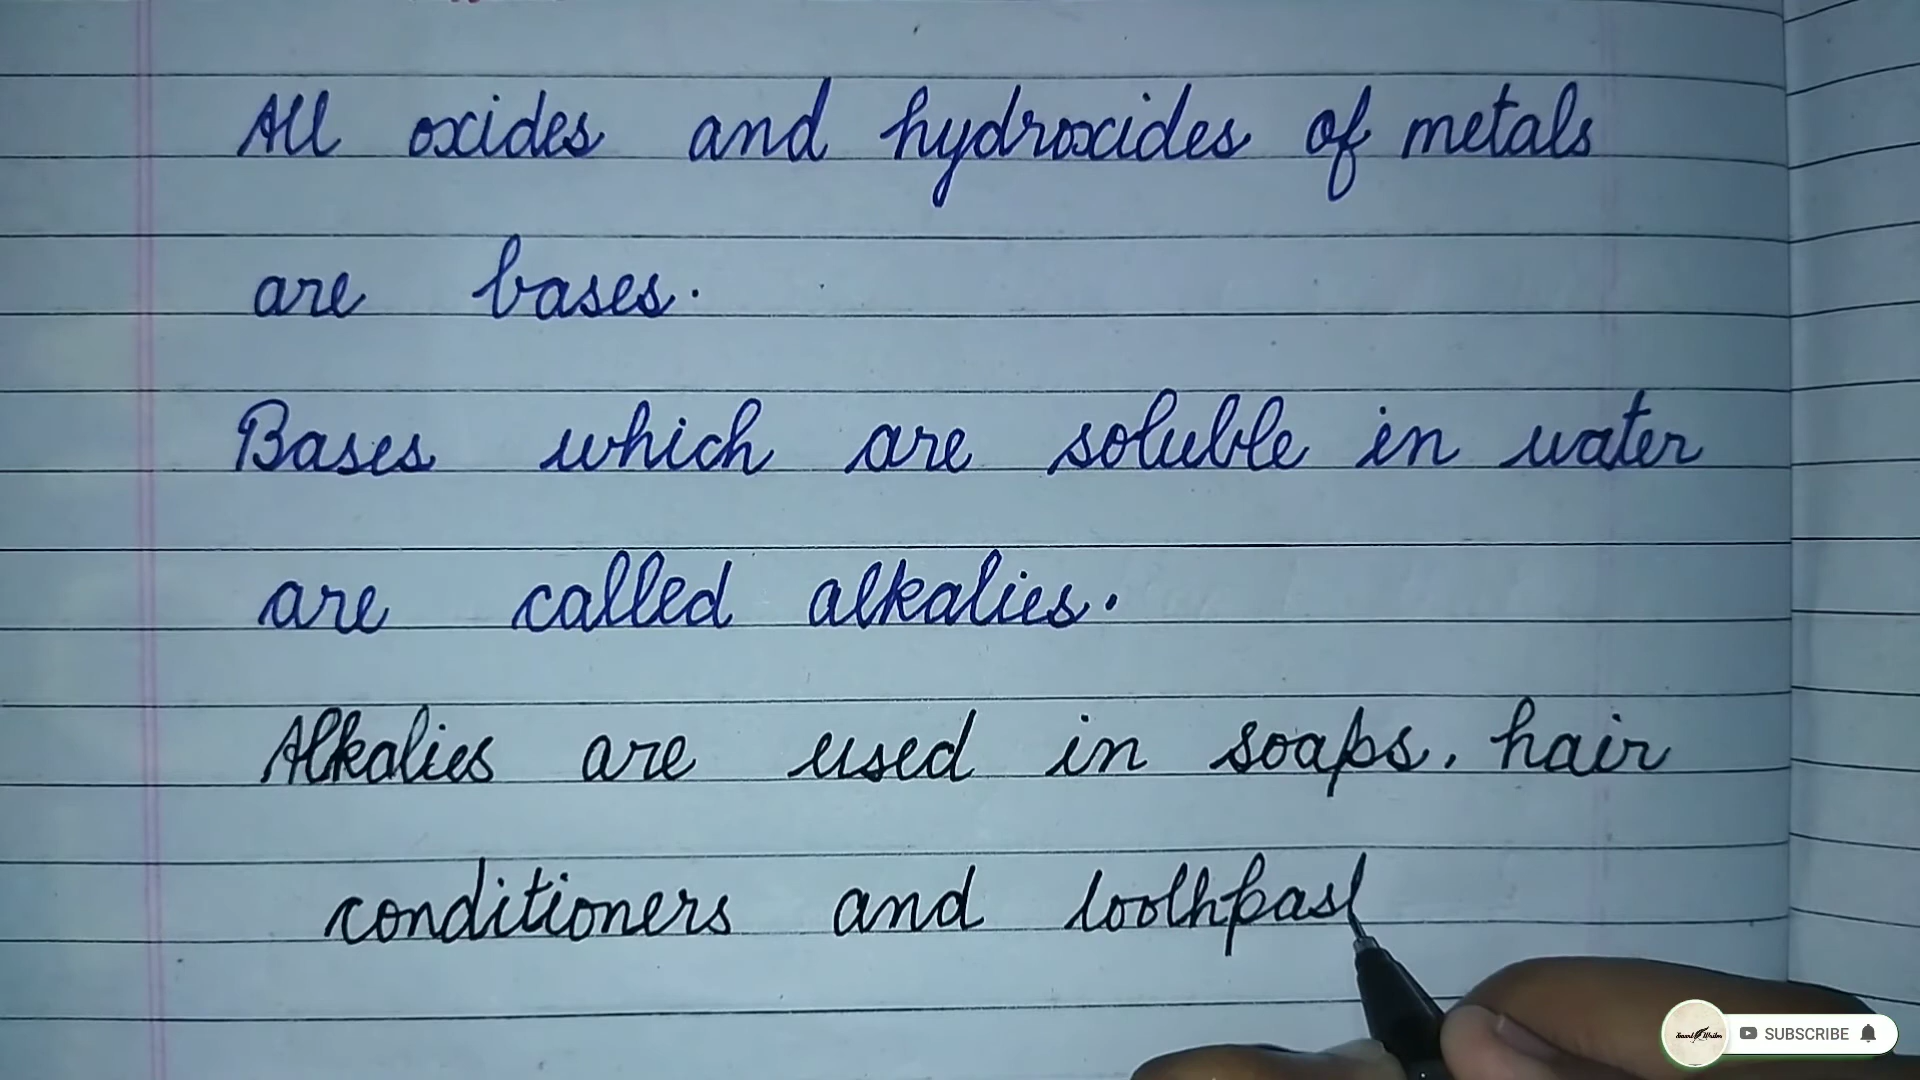 All oxides and hydroxides of metals
are bases.
Bases which are soluble in water
are called alkalies.
Alkalies are used in soaps, hair
conditioners and toothpast
SUBSCRIBE